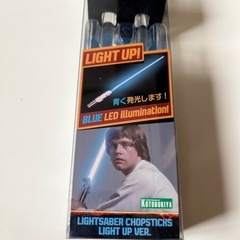 LIGHT UP!
青く発光します!
BLUE LED illumination!
KOTOBUKIYA
LIGHTSABER CHOPSTICKS
LIGHT UP VER.